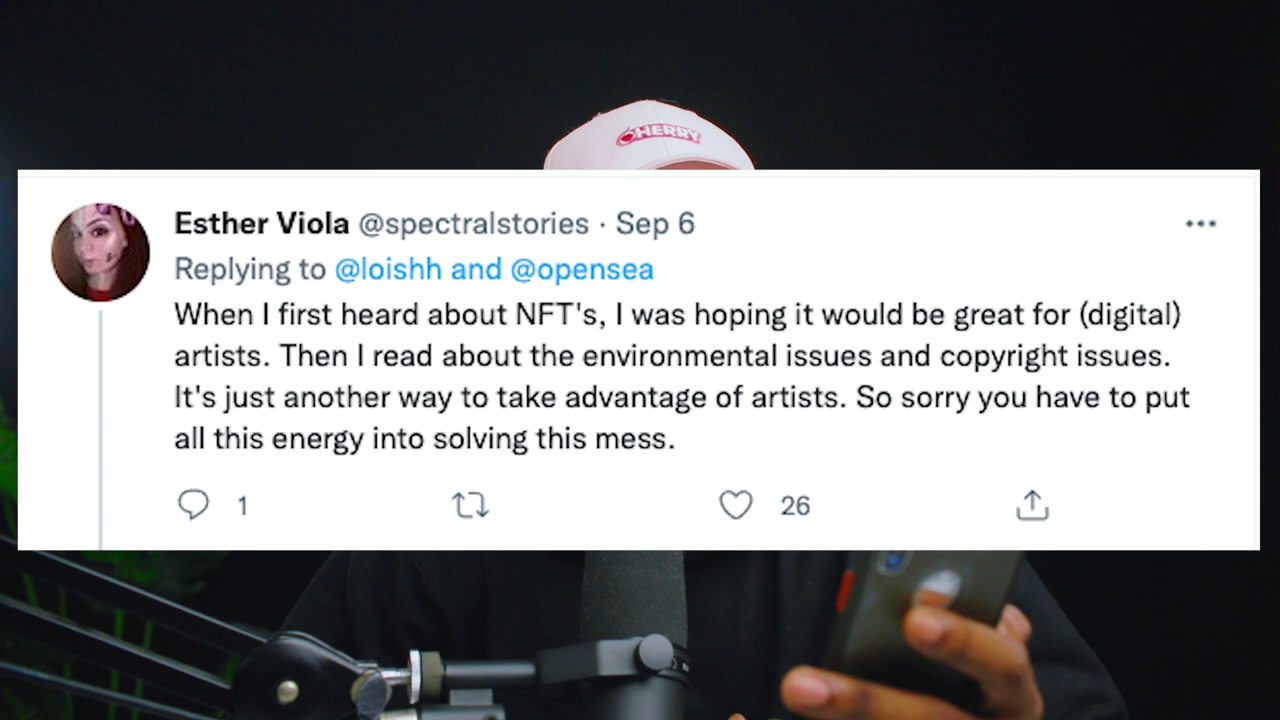 CHERRY
Esther Viola @spectralstories · Sep 6
Replying to @loishh and @opensea
When I first heard about NFT's, I was hoping it would be great for (digital)
artists. Then I read about the environmental issues and copyright issues.
It's just another way to take advantage of artists. So sorry you have to put
all this energy into solving this mess.
1
26